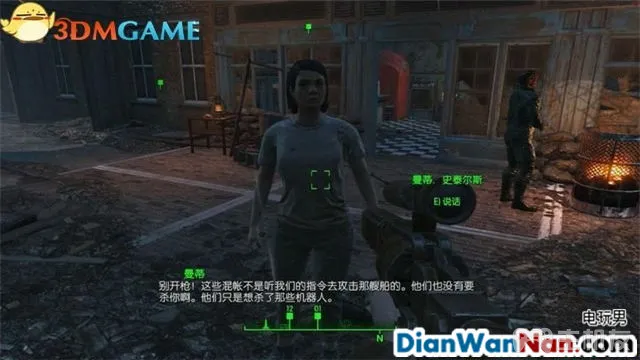 3DMGAME
曼蒂．史泰尔斯
E) 说话
曼蒂
别开枪！这些混帐不是听我们的指令去攻击那艘船的。他们也没有要
杀你啊。他们只是想杀了那些机器人。
12
01
N
电玩男
DianWanNan.com